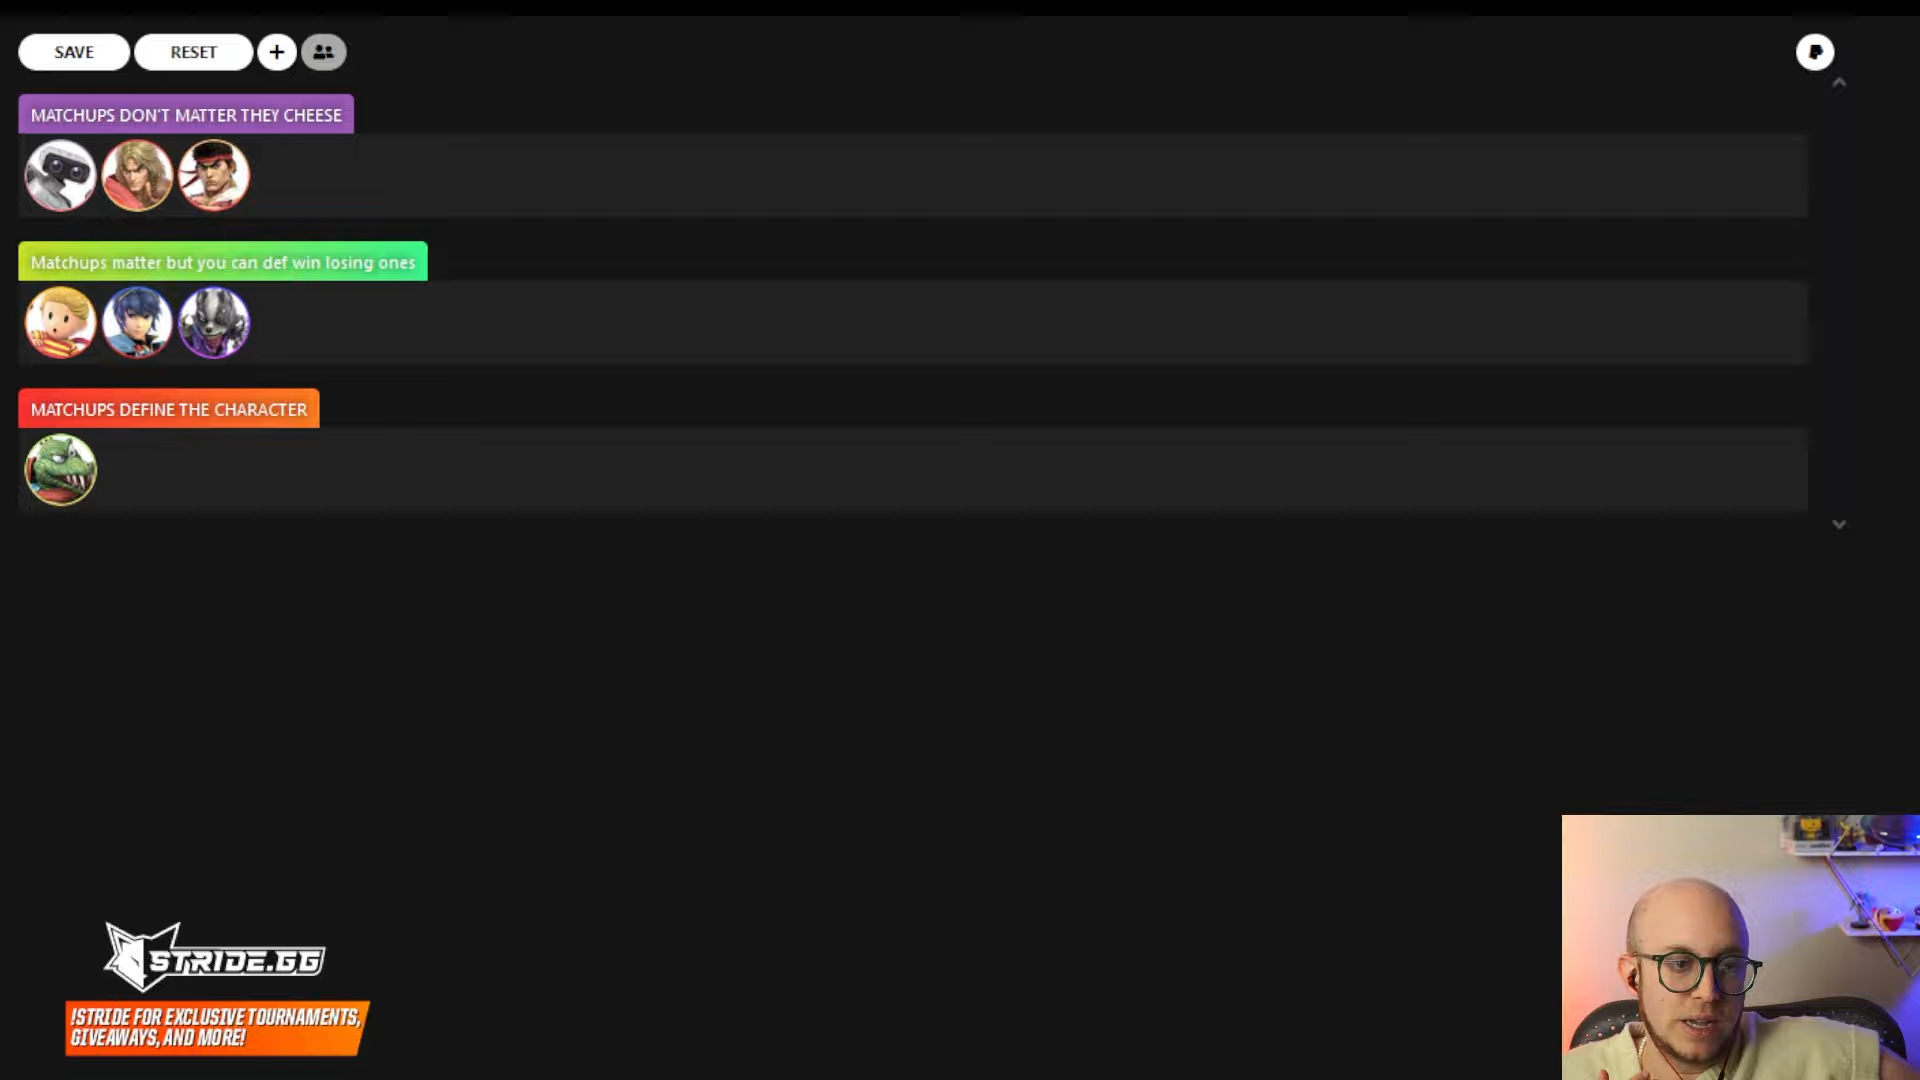 SAVE
RESET
MATCHUPS DON'T MATTER THEY CHEESE
Matchups matter but you can def win losing ones
MATCHUPS DEFINE THE CHARACTER
STRIDE.GG
!STRIDE FOR EXCLUSIVE TOURNAMENTS,
GIVEAWAYS, AND MORE!